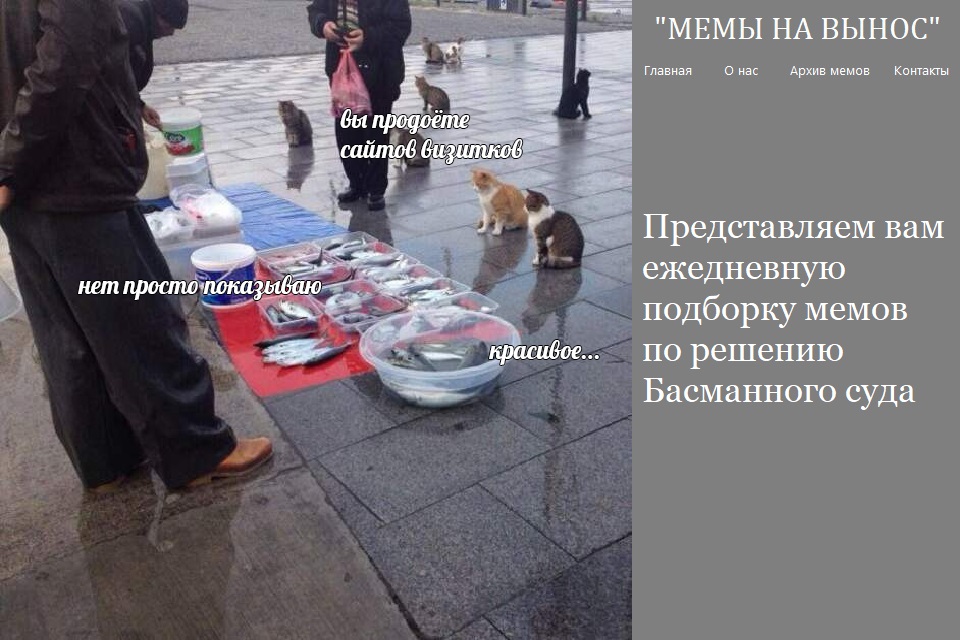 "МЕМЫ НА ВЫНОС"
Главная О нас Архив мемов Контакты
вы продоёте
сайтов визитков
нет просто показываю
красивое...
Представляем вам
ежедневную
подборку мемов
по решению
Басманного суда